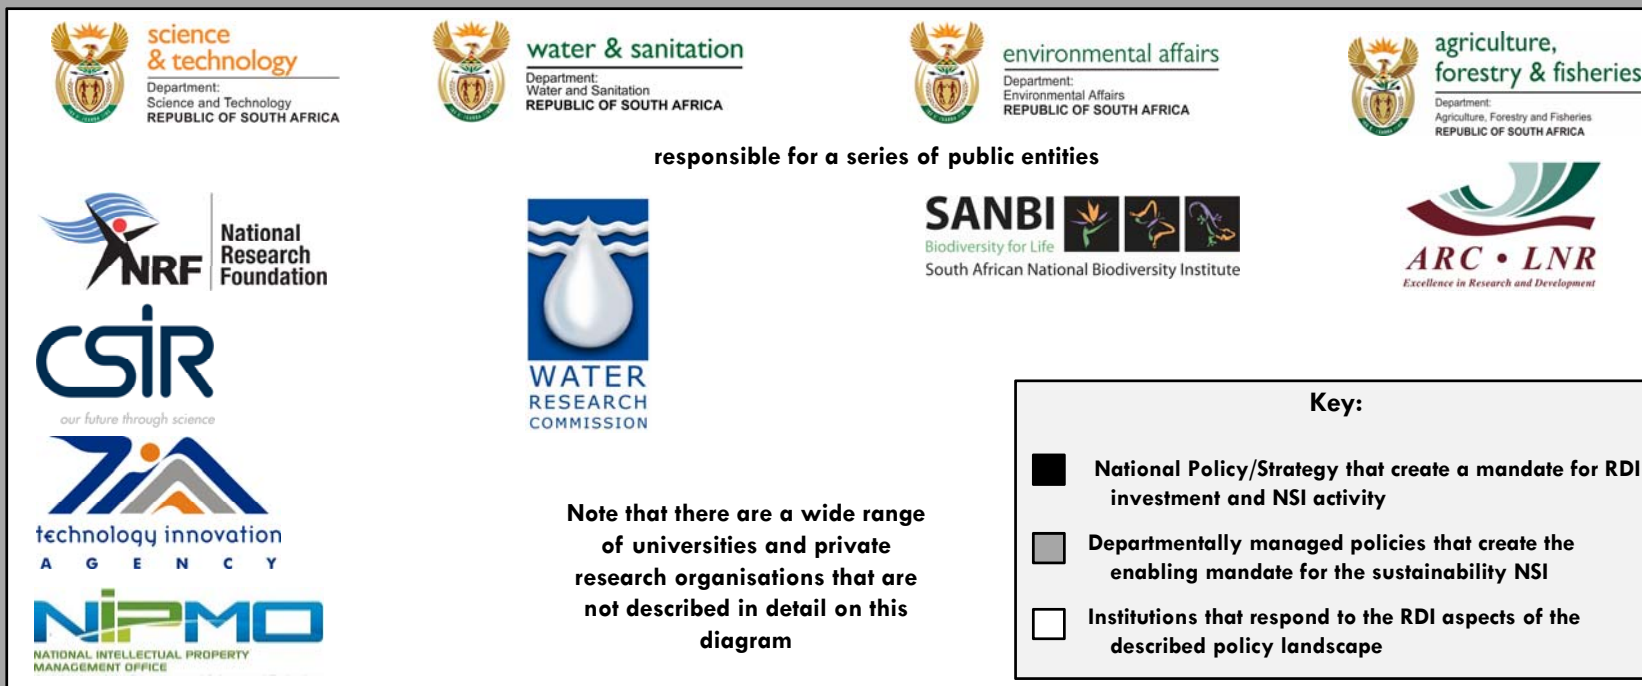 science
& technology
Department:
Science and Technology
REPUBLIC OF SOUTH AFRICA
water & sanitation
Department:
Water and Sanitation
REPUBLIC OF SOUTH AFRICA
environmental affairs
Department:
Environmental Affairs
REPUBLIC OF SOUTH AFRICA
agriculture,
forestry & fisheries
Department:
Agriculture, Forestry and Fisheries
REPUBLIC OF SOUTH AFRICA
responsible for a series of public entities
NRF
National
Research
Foundation
CSIR
our future through science
TIA
technology innovation
AGENCY
NIPMO
NATIONAL INTELLECTUAL PROPERTY
MANAGEMENT OFFICE
WATER
RESEARCH
COMMISSION
SANBI
Biodiversity for Life
South African National Biodiversity Institute
ARC • LNR
Excellence in Research and Development
Note that there are a wide range
of universities and private
research organisations that are
not described in detail on this
diagram
Key:
National Policy/Strategy that create a mandate for RDI
investment and NSI activity
Departmentally managed policies that create the
enabling mandate for the sustainability NSI
Institutions that respond to the RDI aspects of the
described policy landscape